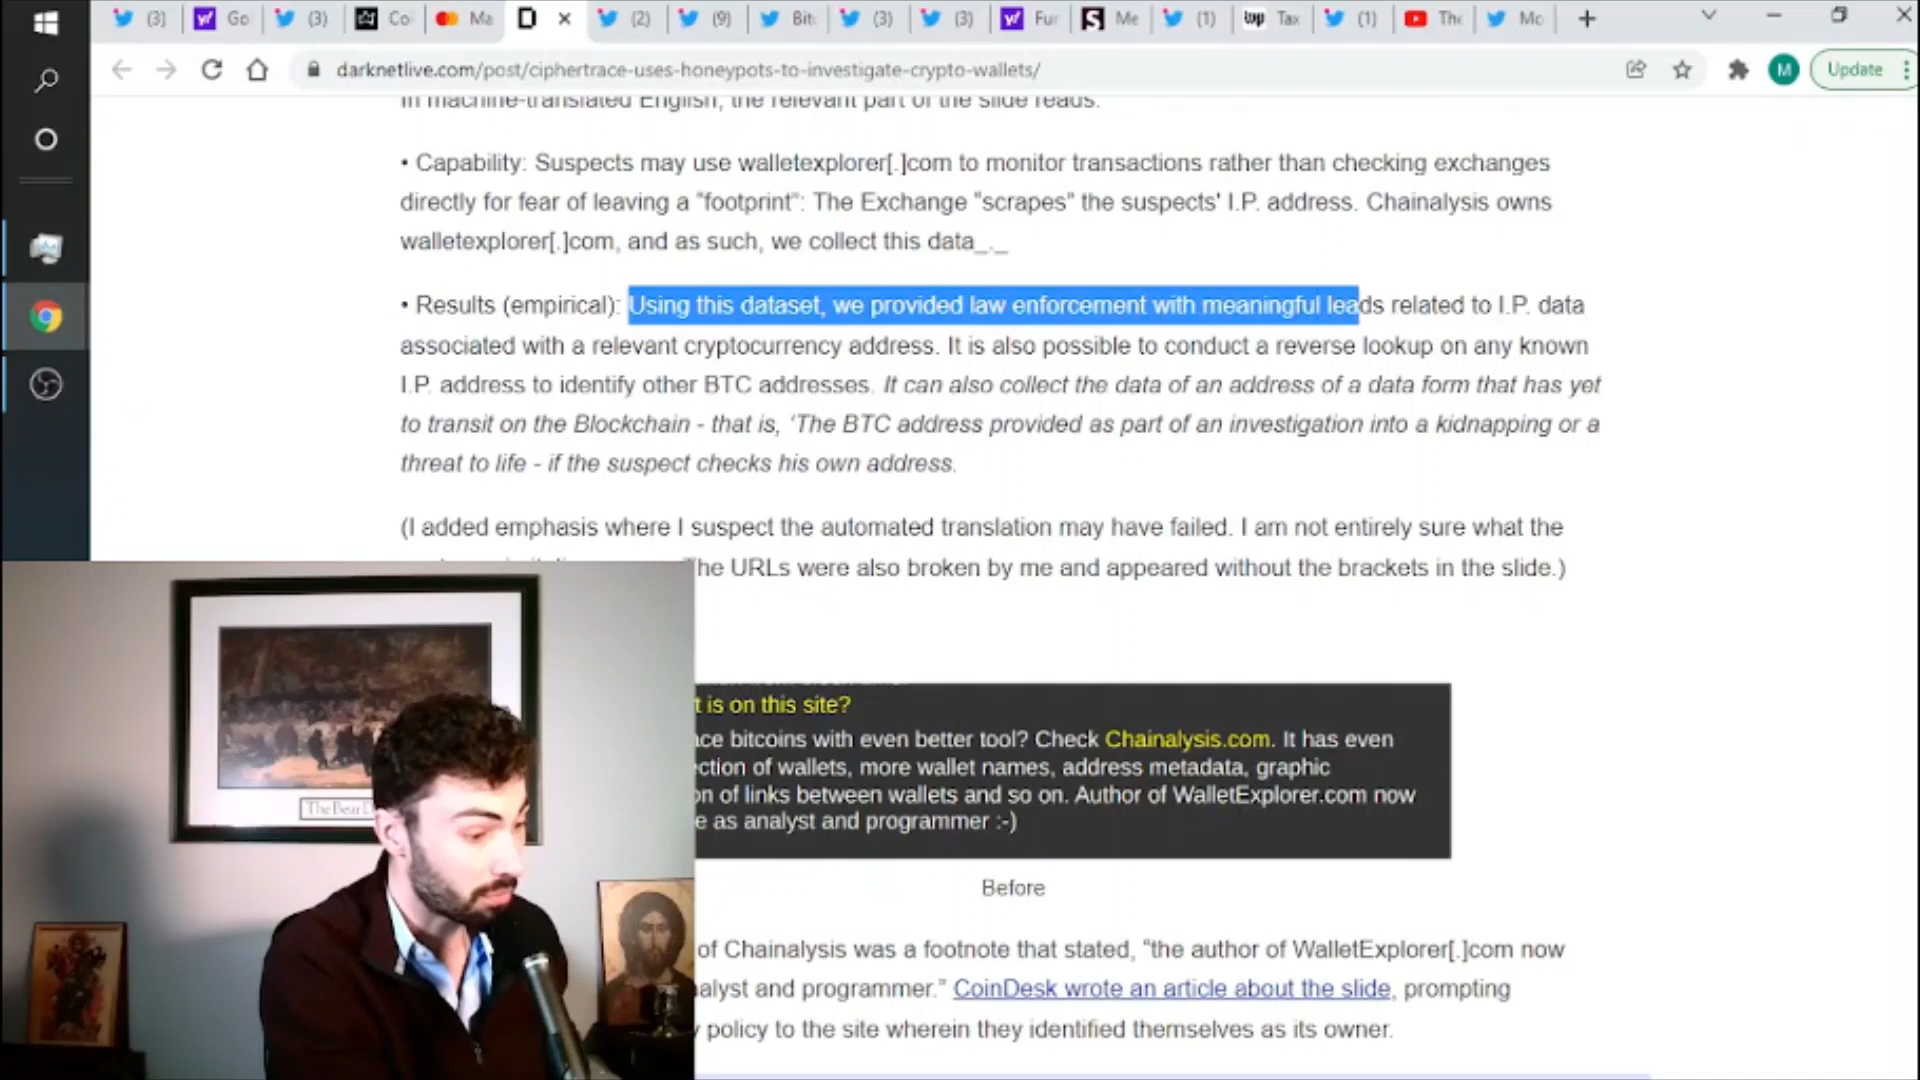 (3) Go (3) Co Ma D (2) (9) Bit (3) (3) Fur Me (1) wp Tax (1) The Mo
darknetlive.com/post/ciphertrace-uses-honeypots-to-investigate-crypto-wallets/ M Update
In machine-translated English, the relevant part of the slide reads:
• Capability: Suspects may use walletexplorer[.]com to monitor transactions rather than checking exchanges
directly for fear of leaving a "footprint": The Exchange "scrapes" the suspects' I.P. address. Chainalysis owns
walletexplorer[.]com, and as such, we collect this data_._
• Results (empirical): Using this dataset, we provided law enforcement with meaningful leads related to I.P. data
associated with a relevant cryptocurrency address. It is also possible to conduct a reverse lookup on any known
I.P. address to identify other BTC addresses. It can also collect the data of an address of a data form that has yet
to transit on the Blockchain - that is, 'The BTC address provided as part of an investigation into a kidnapping or a
threat to life - if the suspect checks his own address.
(I added emphasis where I suspect the automated translation may have failed. I am not entirely sure what the
The URLs were also broken by me and appeared without the brackets in the slide.)
t is on this site?
ace bitcoins with even better tool? Check Chainalysis.com. It has even
ection of wallets, more wallet names, address metadata, graphic
on of links between wallets and so on. Author of WalletExplorer.com now
e as analyst and programmer :-)
Before
The Bear D
of Chainalysis was a footnote that stated, "the author of WalletExplorer[.]com now
alyst and programmer." CoinDesk wrote an article about the slide, prompting
y policy to the site wherein they identified themselves as its owner.